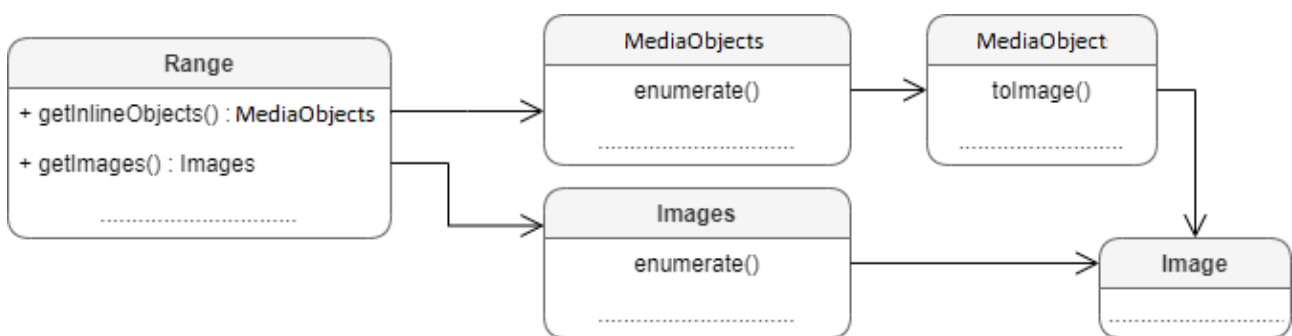 Range
+ getInlineObjects() : MediaObjects
+ getImages() : Images
MediaObjects
enumerate()
MediaObject
toImage()
Images
enumerate()
Image